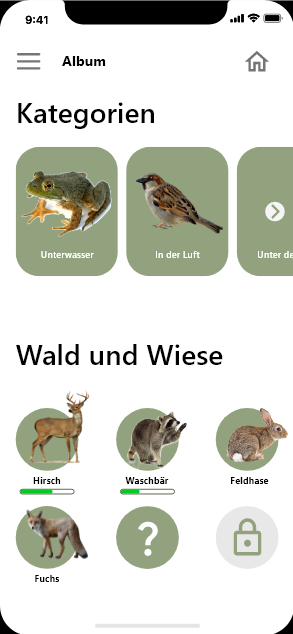 9:41
Album
Kategorien
Unterwasser
In der Luft
Unter de
Wald und Wiese
Hirsch
Waschbär
Feldhase
?
Fuchs